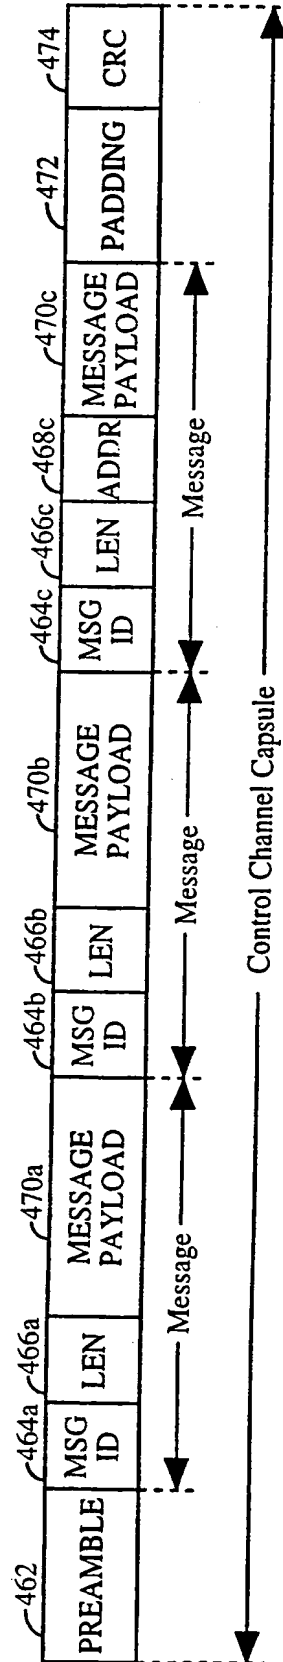 462
464a
466a
470a
464b
466b
470b
464c
466c
468c
470c
472
474
PREAMBLE
MSG
ID
LEN
MESSAGE
PAYLOAD
MSG
ID
LEN
MESSAGE
PAYLOAD
MSG
ID
LEN
ADDR
MESSAGE
PAYLOAD
PADDING
CRC
Message
Message
Message
Control Channel Capsule